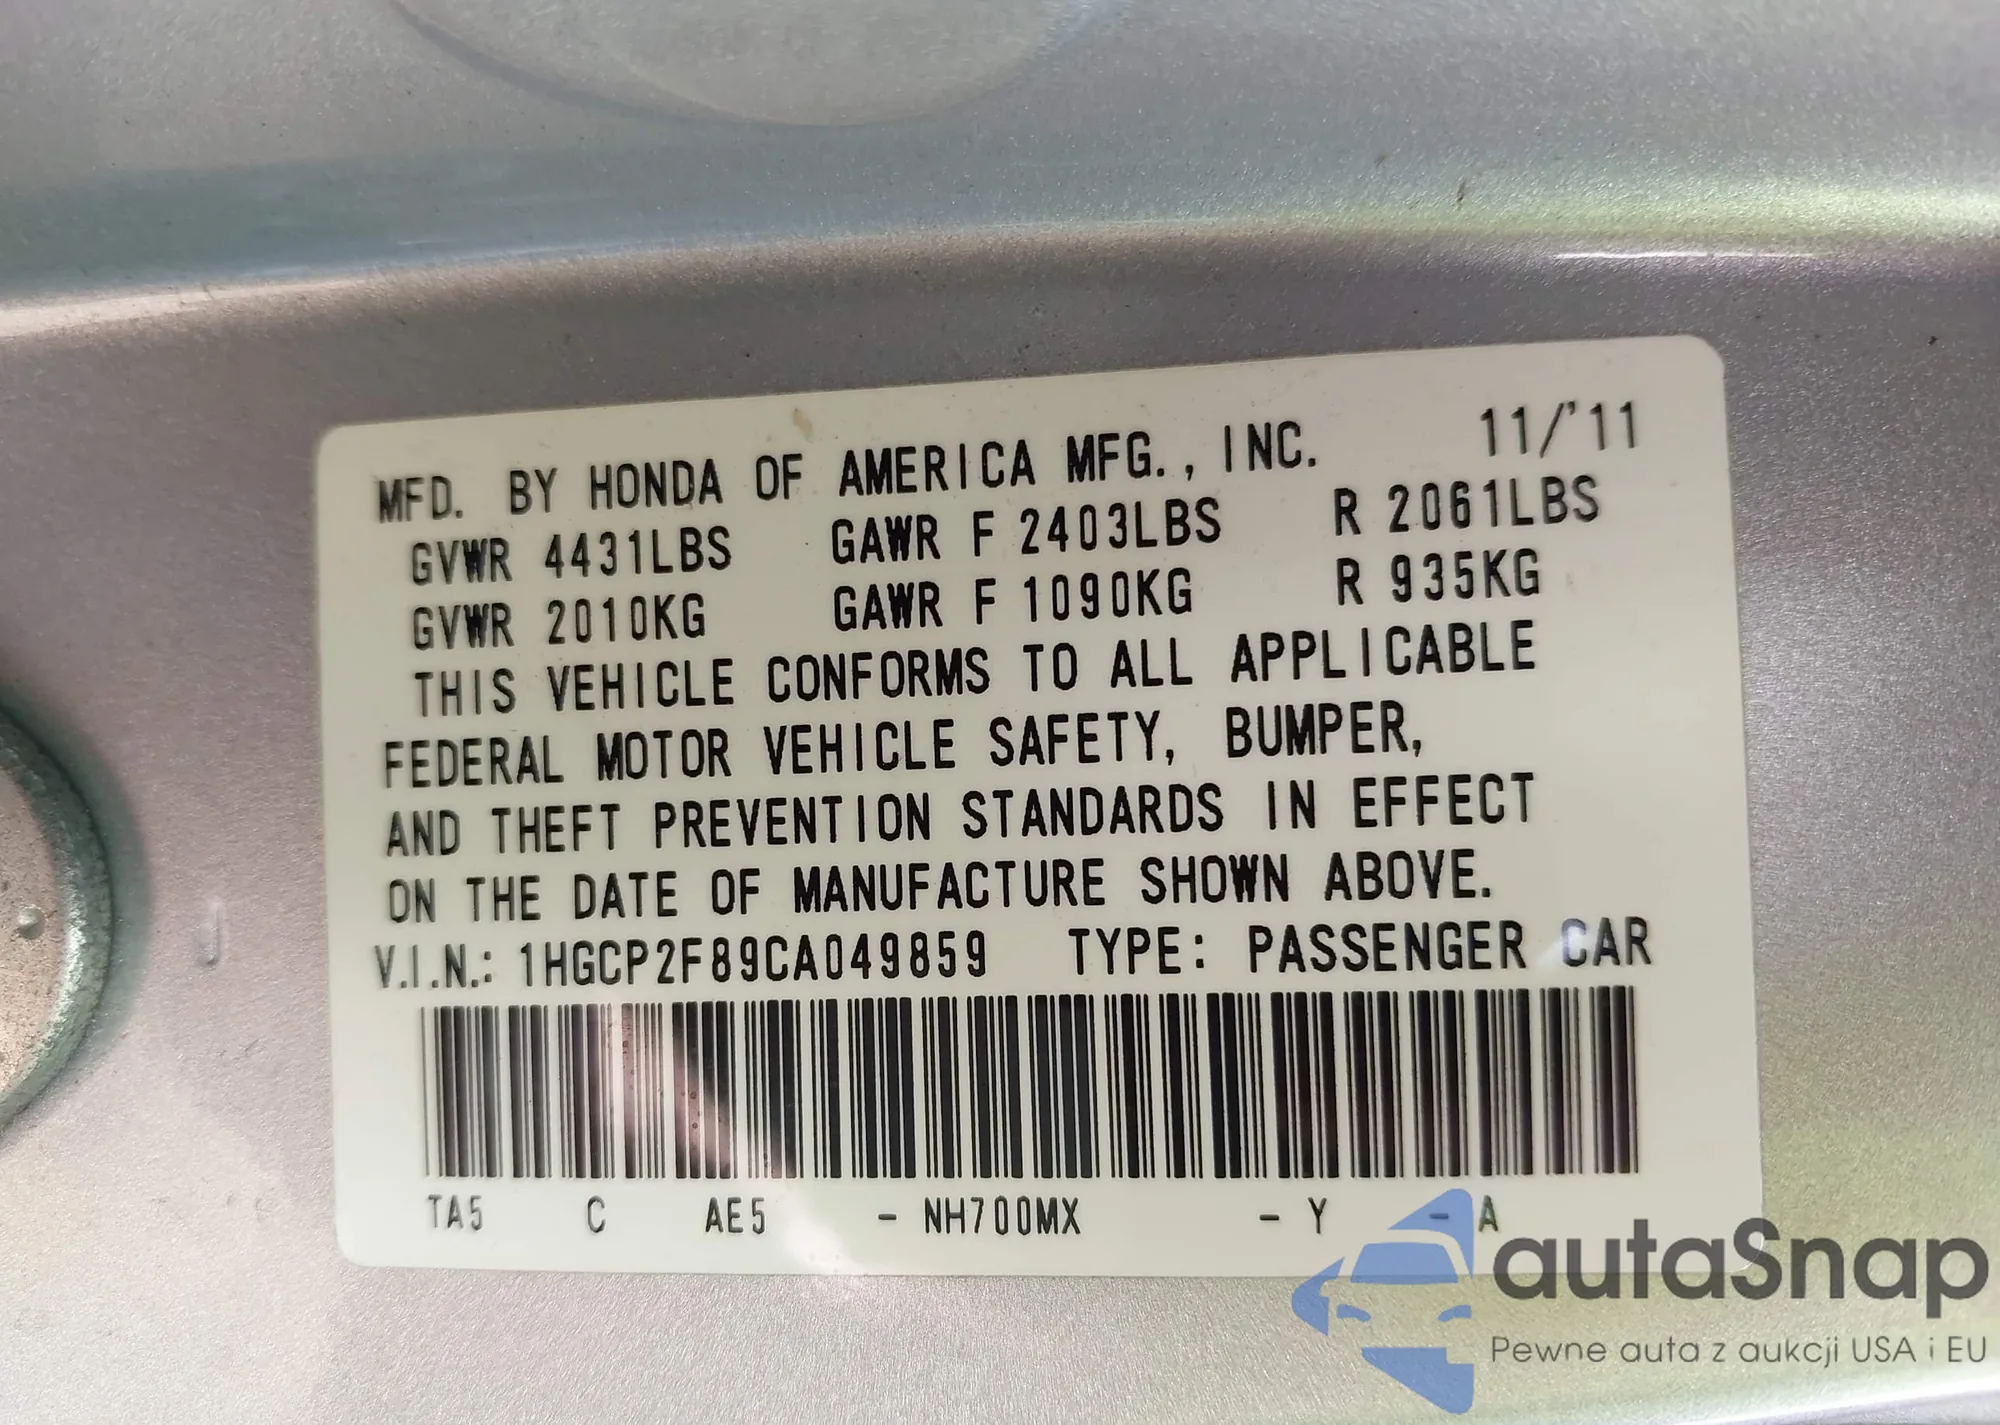 MFD. BY HONDA OF AMERICA MFG., INC. 11/'11
GVWR 4431LBS GAWR F 2403LBS R 2061LBS
GVWR 2010KG GAWR F 1090KG R 935KG
THIS VEHICLE CONFORMS TO ALL APPLICABLE
FEDERAL MOTOR VEHICLE SAFETY, BUMPER,
AND THEFT PREVENTION STANDARDS IN EFFECT
ON THE DATE OF MANUFACTURE SHOWN ABOVE.
V.I.N.: 1HGCP2F89CA049859 TYPE: PASSENGER CAR
TA5 C AE5 - NH700MX - Y - A
autaSnap
Pewne auta z aukcji USA i EU